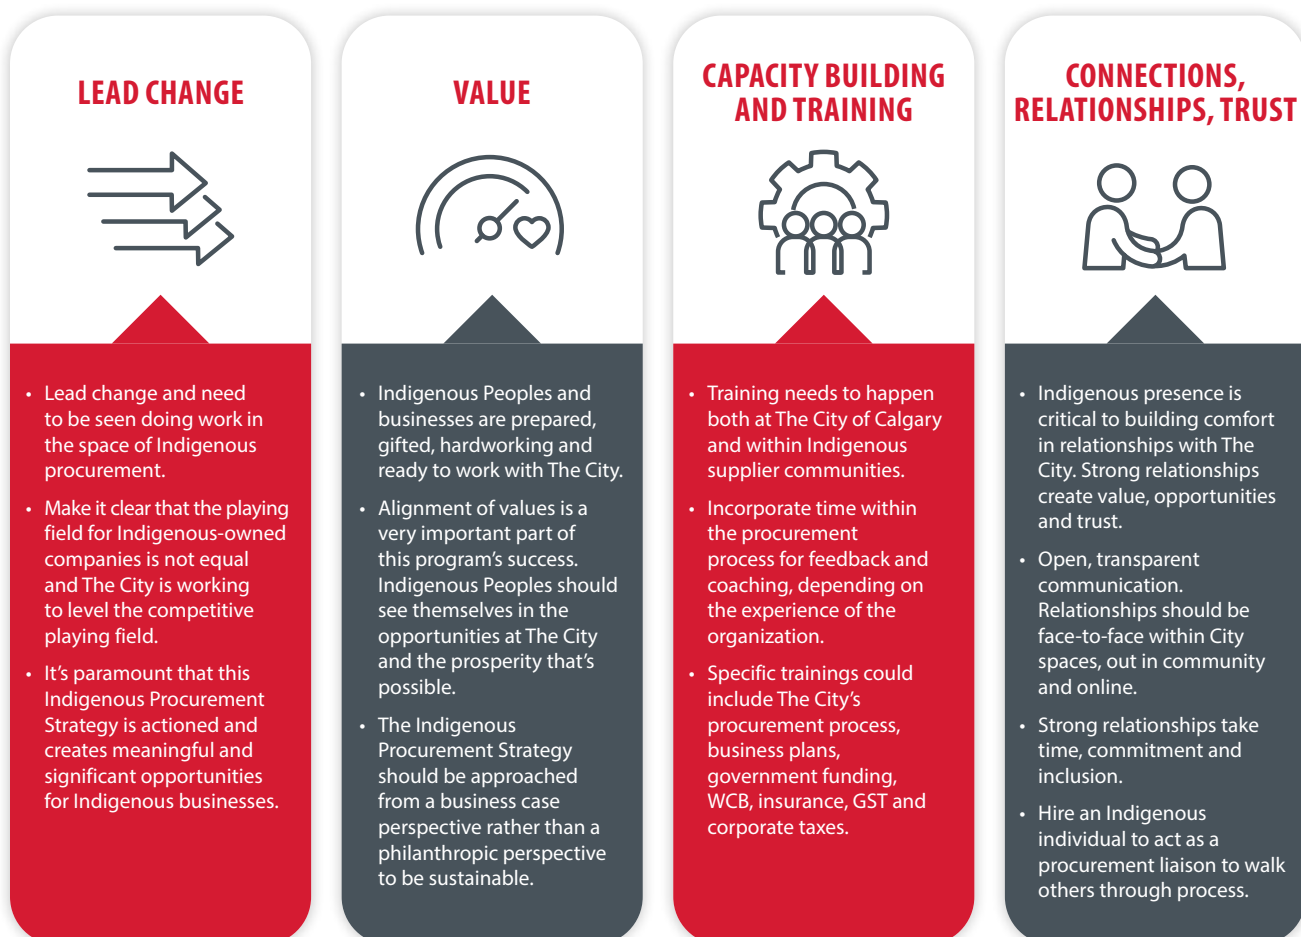 LEAD CHANGE
• Lead change and need
to be seen doing work in
the space of Indigenous
procurement.
• Make it clear that the playing
field for Indigenous-owned
companies is not equal
and The City is working
to level the competitive
playing field.
• It’s paramount that this
Indigenous Procurement
Strategy is actioned and
creates meaningful and
significant opportunities
for Indigenous businesses.
VALUE
• Indigenous Peoples and
businesses are prepared,
gifted, hardworking and
ready to work with The City.
• Alignment of values is a
very important part of
this program’s success.
Indigenous Peoples should
see themselves in the
opportunities at The City
and the prosperity that’s
possible.
• The Indigenous
Procurement Strategy
should be approached
from a business case
perspective rather than a
philanthropic perspective
to be sustainable.
CAPACITY BUILDING
AND TRAINING
• Training needs to happen
both at The City of Calgary
and within Indigenous
supplier communities.
• Incorporate time within
the procurement
process for feedback and
coaching, depending on
the experience of the
organization.
• Specific trainings could
include The City’s
procurement process,
business plans,
government funding,
WCB, insurance, GST and
corporate taxes.
CONNECTIONS,
RELATIONSHIPS, TRUST
• Indigenous presence is
critical to building comfort
in relationships with The
City. Strong relationships
create value, opportunities
and trust.
• Open, transparent
communication.
Relationships should be
face-to-face within City
spaces, out in community
and online.
• Strong relationships take
time, commitment and
inclusion.
• Hire an Indigenous
individual to act as a
procurement liaison to walk
others through process.